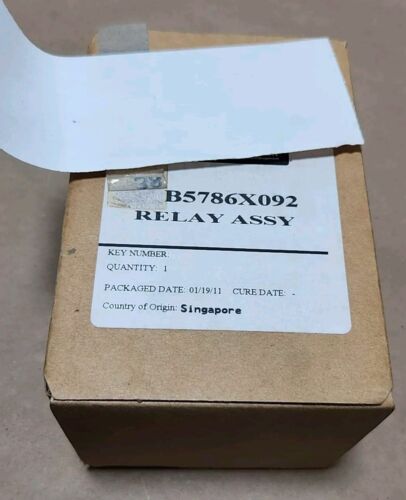 B5786X092
RELAY ASSY
KEY NUMBER:
QUANTITY: 1
PACKAGED DATE: 01/19/11 CURE DATE: -
Country of Origin: Singapore